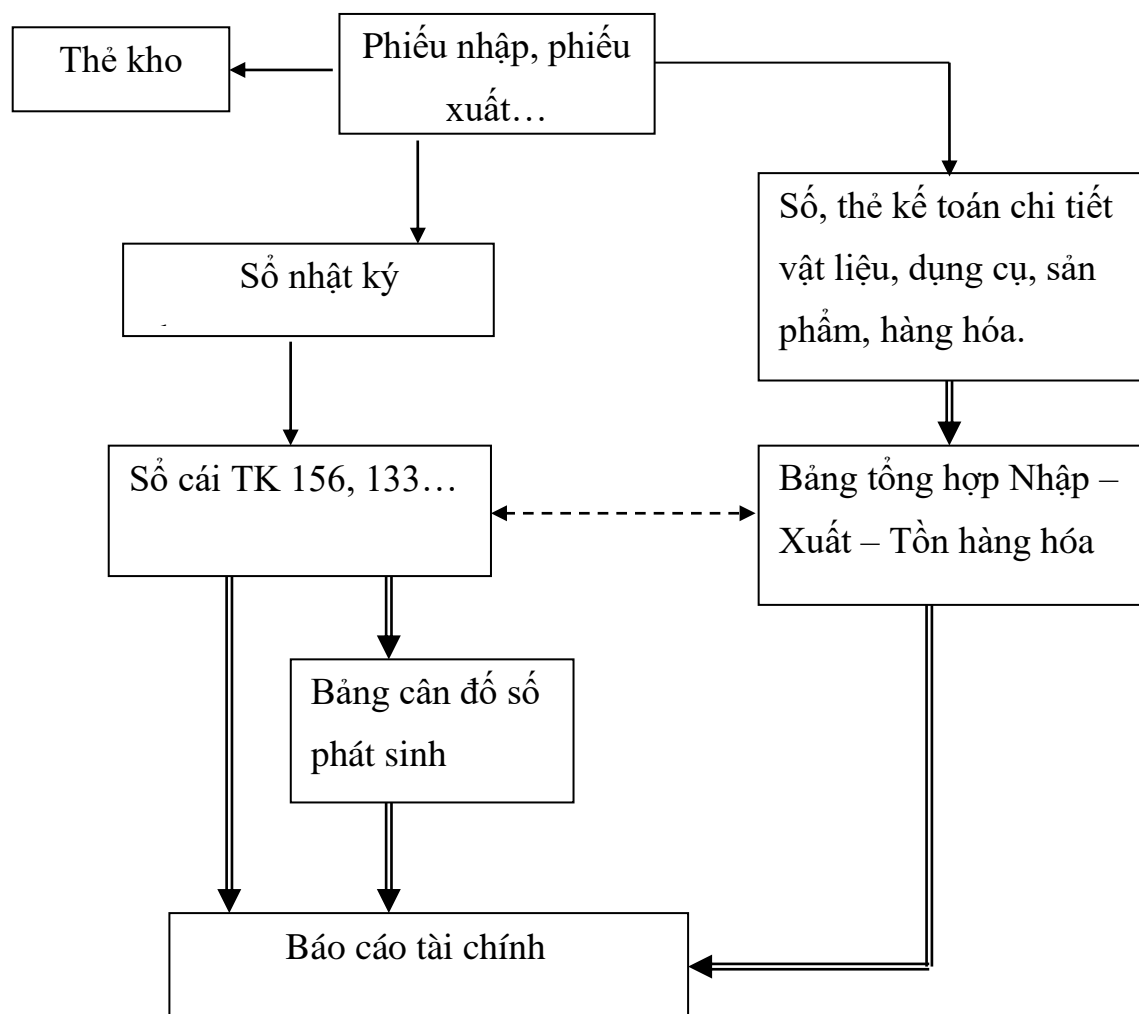 Thẻ kho
Phiếu nhập, phiếu
xuất…
Số, thẻ kế toán chi tiết
vật liệu, dụng cụ, sản
phẩm, hàng hóa.
Sổ nhật ký
Sổ cái TK 156, 133…
Bảng tổng hợp Nhập –
Xuất – Tồn hàng hóa
Bảng cân đố số
phát sinh
Báo cáo tài chính